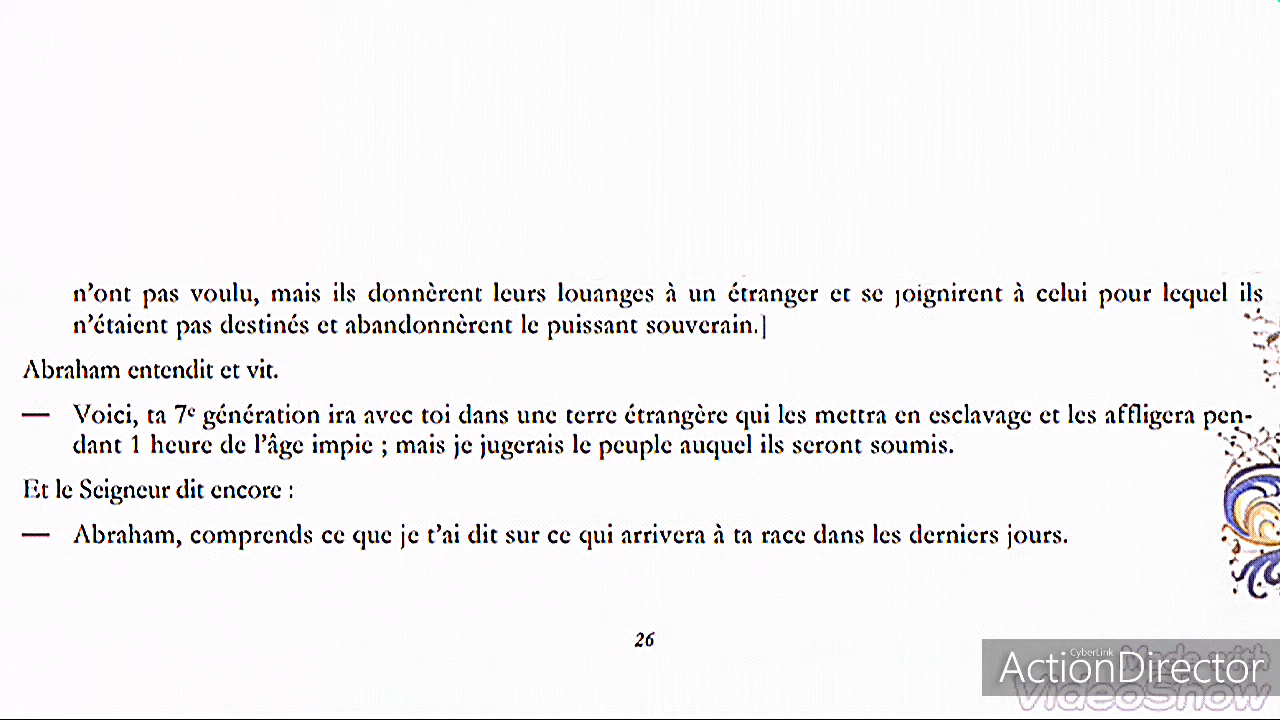 n'ont pas voulu, mais ils donnèrent leurs louanges à un étranger et se joignirent à celui pour lequel ils
n'étaient pas destinés et abandonnèrent le puissant souverain.]
Abraham entendit et vit.
— Voici, ta 7e génération ira avec toi dans une terre étrangère qui les mettra en esclavage et les affligera pen-
dant 1 heure de l'âge impie ; mais je jugerais le peuple auquel ils seront soumis.
Et le Seigneur dit encore :
— Abraham, comprends ce que je t'ai dit sur ce qui arrivera à ta race dans les derniers jours.
26
CyberLink
ActionDirector
Made with
VideoShow